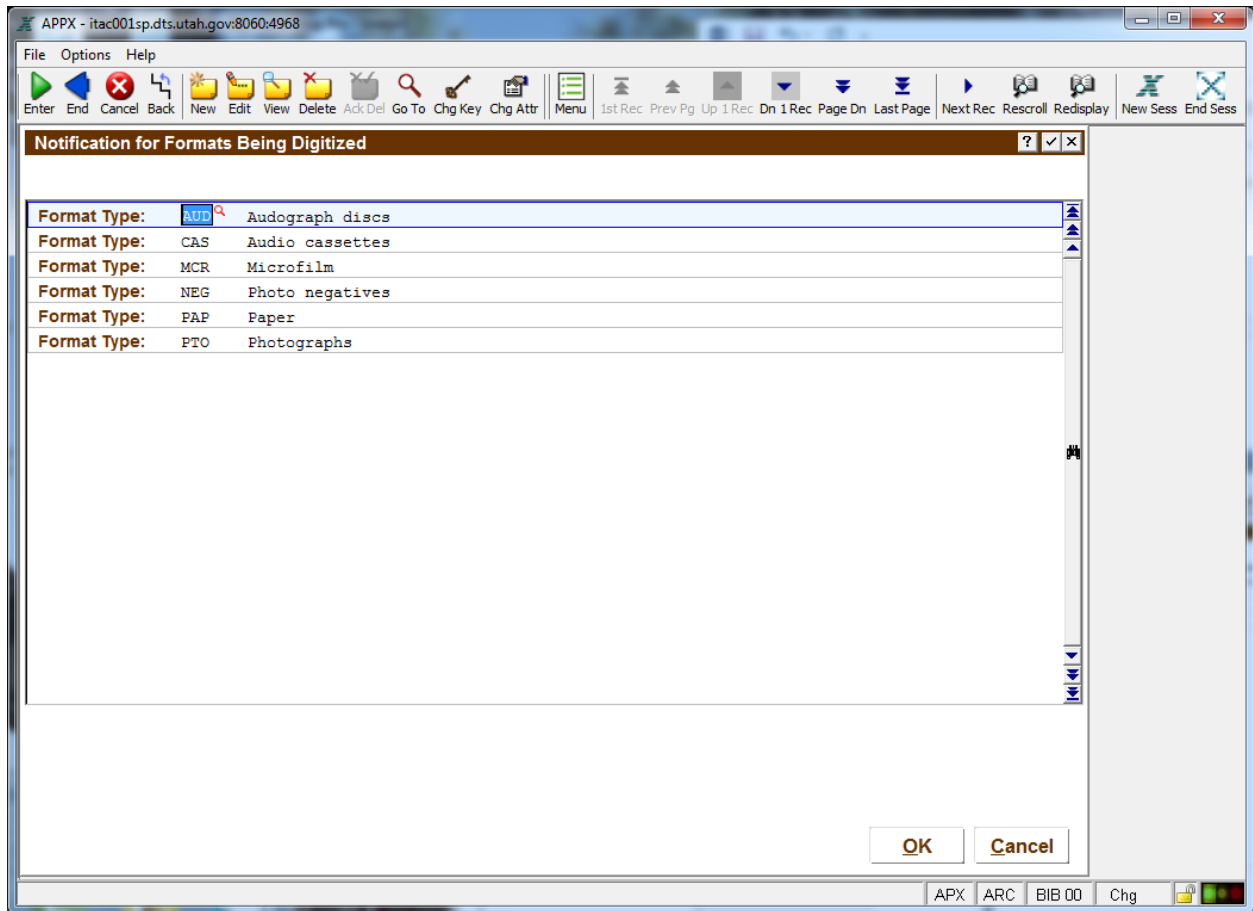 APPX - itac001sp.dts.utah.gov:8060:4968
File Options Help
Enter End Cancel Back New Edit View Delete Ack Del Go To Chg Key Chg Attr Menu 1st Rec Prev Pg Up 1 Rec Dn 1 Rec Page Dn Last Page Next Rec Rescroll Redisplay New Sess End Sess
Notification for Formats Being Digitized
Format Type: AUD Audograph discs
Format Type: CAS Audio cassettes
Format Type: MCR Microfilm
Format Type: NEG Photo negatives
Format Type: PAP Paper
Format Type: PTO Photographs
OK Cancel
APX ARC BIB 00 Chg